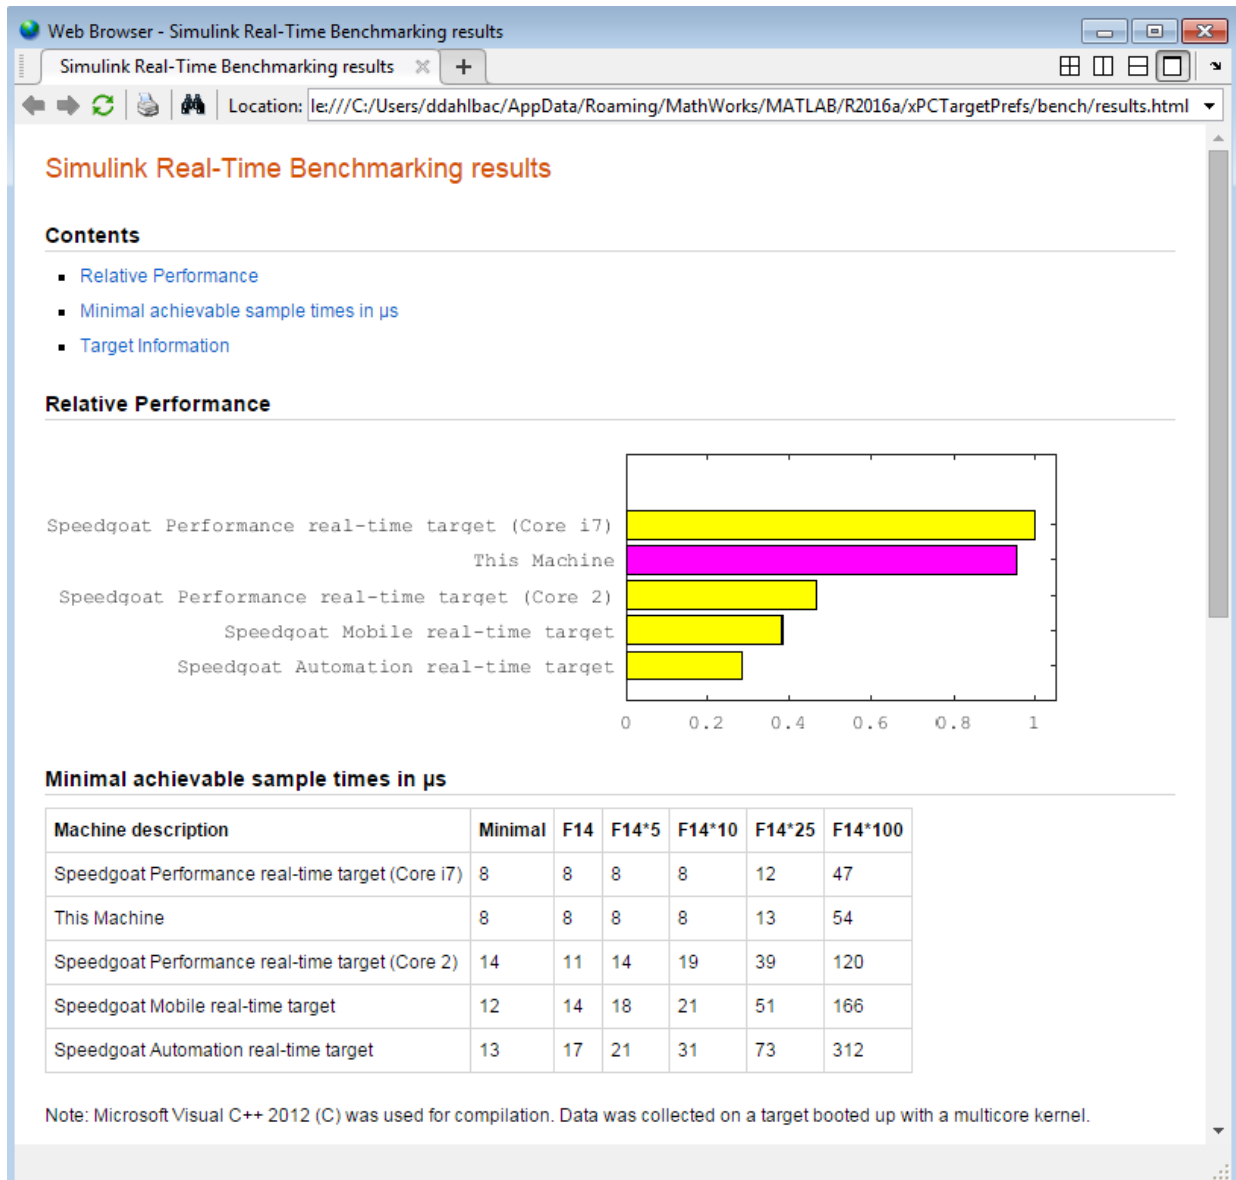 Web Browser - Simulink Real-Time Benchmarking results
Simulink Real-Time Benchmarking results
Location: le:///C:/Users/ddahlbac/AppData/Roaming/MathWorks/MATLAB/R2016a/xPCTargetPrefs/bench/results.html
Simulink Real-Time Benchmarking results
Contents
Relative Performance
Minimal achievable sample times in µs
Target Information
Relative Performance
Speedgoat Performance real-time target (Core i7)
This Machine
Speedgoat Performance real-time target (Core 2)
Speedgoat Mobile real-time target
Speedgoat Automation real-time target
0 0.2 0.4 0.6 0.8 1
Minimal achievable sample times in µs
Machine description Minimal F14 F14*5 F14*10 F14*25 F14*100
Speedgoat Performance real-time target (Core i7) 8 8 8 8 12 47
This Machine 8 8 8 8 13 54
Speedgoat Performance real-time target (Core 2) 14 11 14 19 39 120
Speedgoat Mobile real-time target 12 14 18 21 51 166
Speedgoat Automation real-time target 13 17 21 31 73 312
Note: Microsoft Visual C++ 2012 (C) was used for compilation. Data was collected on a target booted up with a multicore kernel.